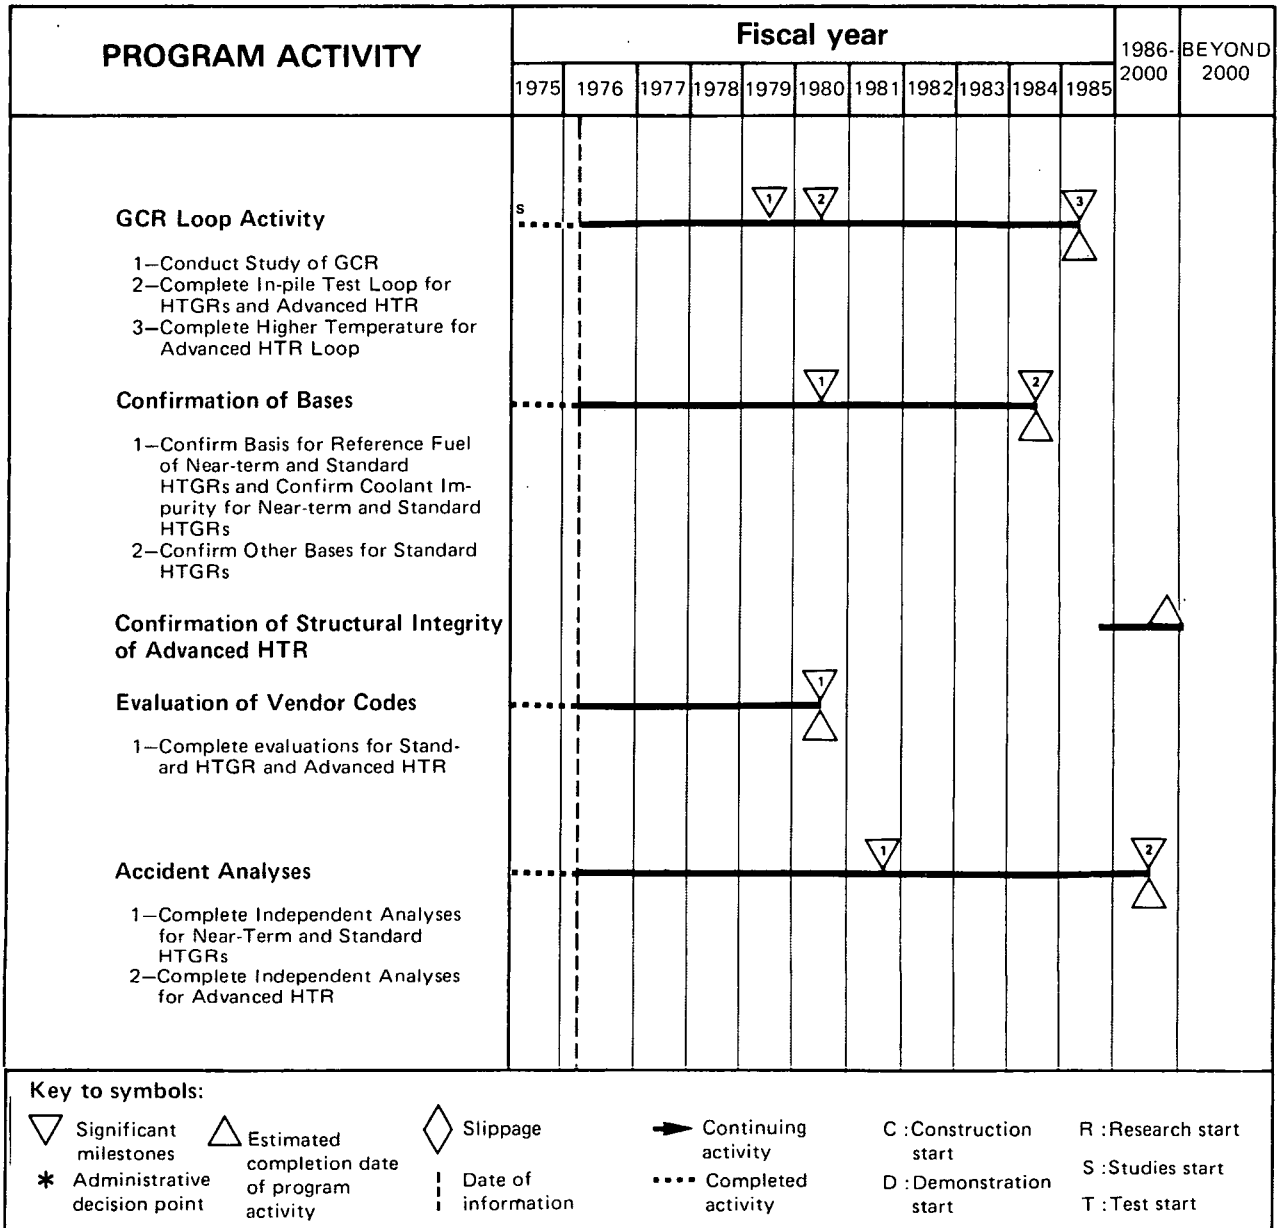 PROGRAM ACTIVITY
Fiscal year
1975 1976 1977 1978 1979 1980 1981 1982 1983 1984 1985
1986-
2000
BEYOND
2000
GCR Loop Activity
s
1 2 3
1—Conduct Study of GCR
2—Complete In-pile Test Loop for
HTGRs and Advanced HTR
3—Complete Higher Temperature for
Advanced HTR Loop
Confirmation of Bases
1 2
1—Confirm Basis for Reference Fuel
of Near-term and Standard
HTGRs and Confirm Coolant Im-
purity for Near-term and Standard
HTGRs
2—Confirm Other Bases for Standard
HTGRs
Confirmation of Structural Integrity
of Advanced HTR
Evaluation of Vendor Codes
1
1—Complete evaluations for Stand-
ard HTGR and Advanced HTR
Accident Analyses
1 2
1—Complete Independent Analyses
for Near-Term and Standard
HTGRs
2—Complete Independent Analyses
for Advanced HTR
Key to symbols:
Significant
milestones
* Administrative
decision point
Estimated
completion date
of program
activity
Slippage
Date of
information
Continuing
activity
Completed
activity
C : Construction
start
D : Demonstration
start
R : Research start
S : Studies start
T : Test start